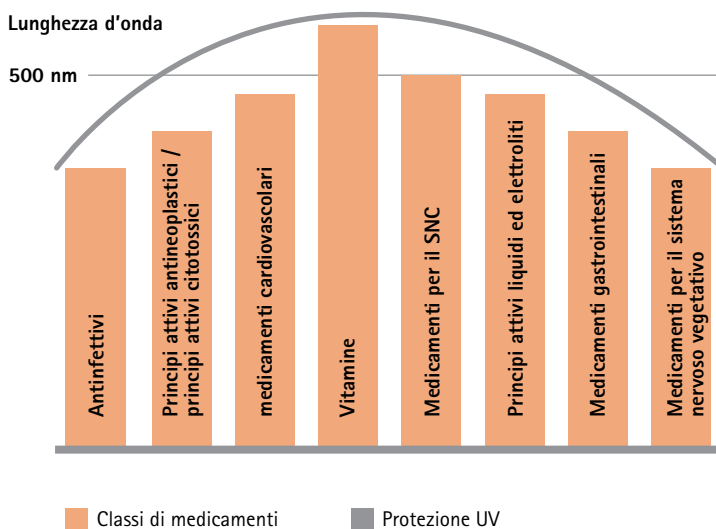 Lunghezza d'onda
500 nm
Antinfettivi
Principi attivi antineoplastici /
principi attivi citotossici
medicamenti cardiovascolari
Vitamine
Medicamenti per il SNC
Principi attivi liquidi ed elettroliti
Medicamenti gastrointestinali
Medicamenti per il sistema
nervoso vegetativo
Classi di medicamenti
Protezione UV